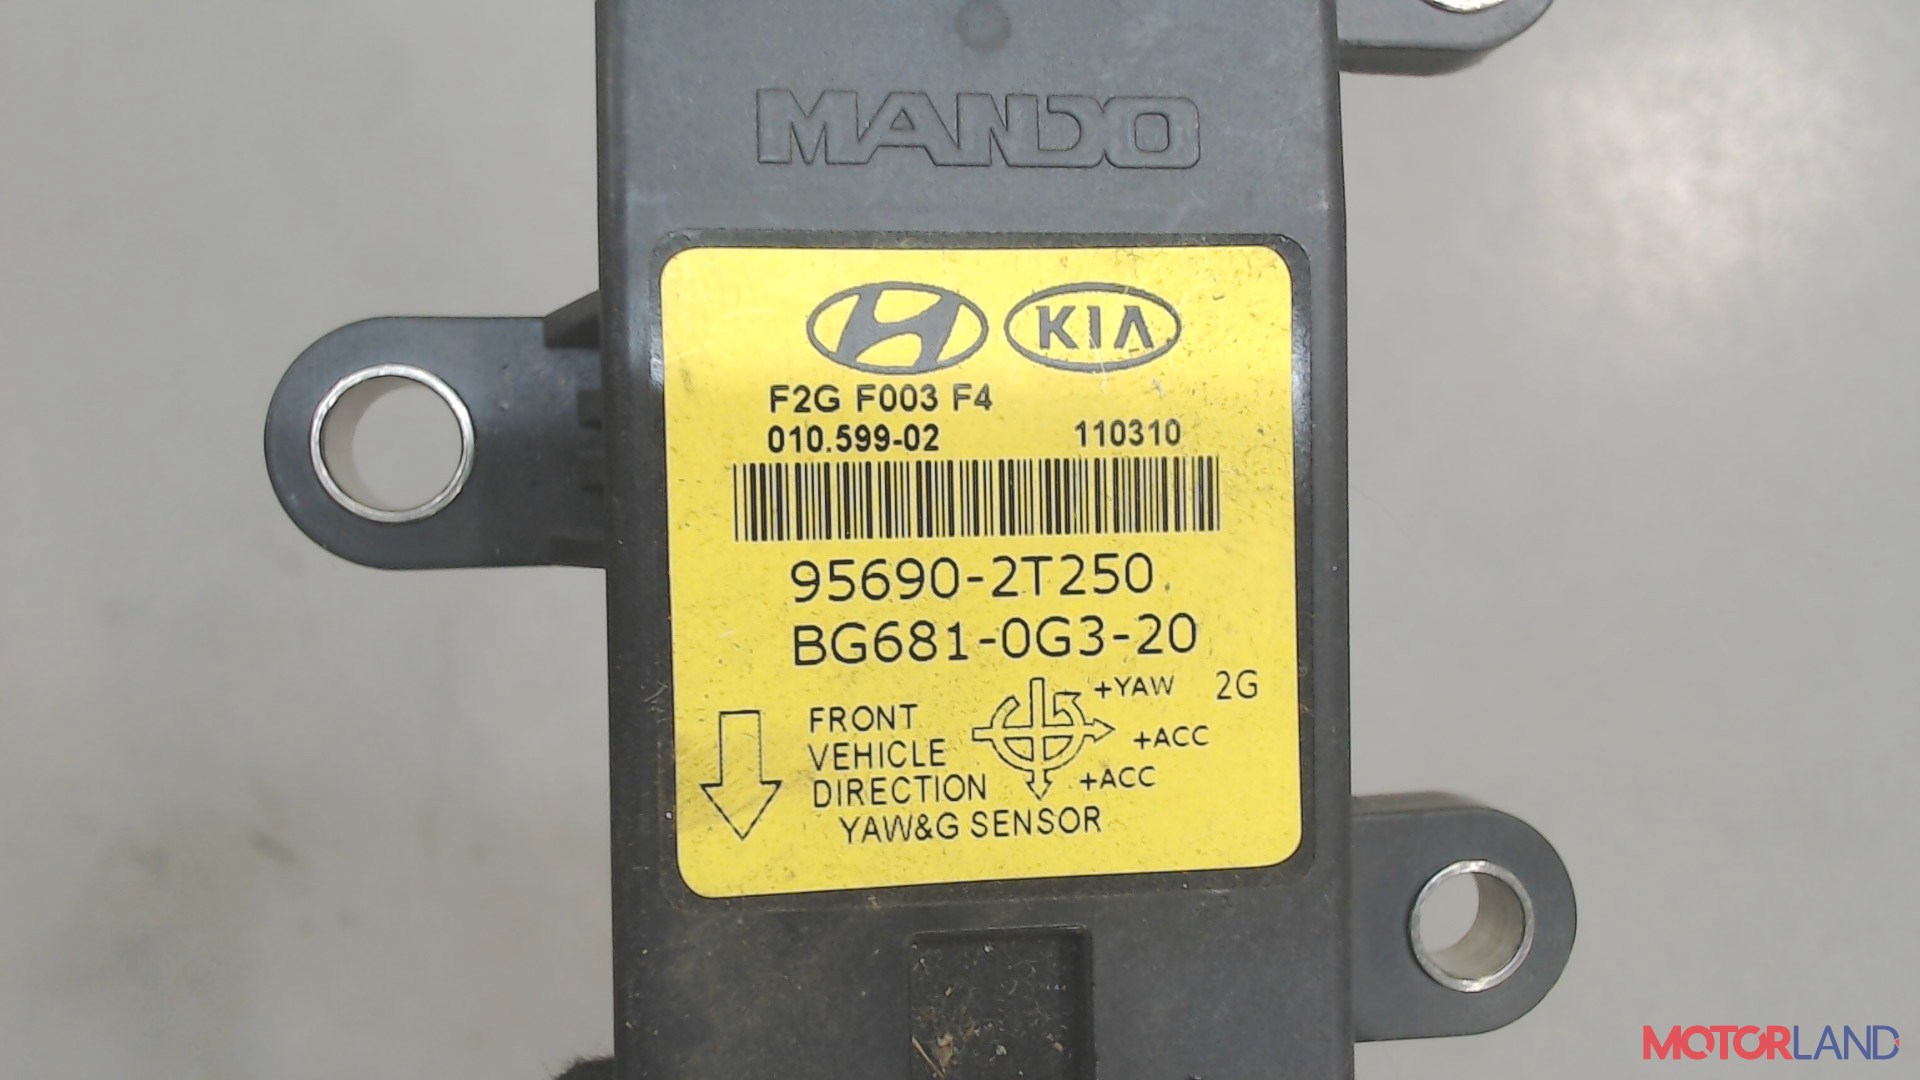 MANDO
KIA
F2G F003 F4
010.599-02 110310
95690-2T250
BG681-0G3-20
+YAW 2G
FRONT
VEHICLE +ACC
DIRECTION +ACC
YAW&G SENSOR
MOTORLAND